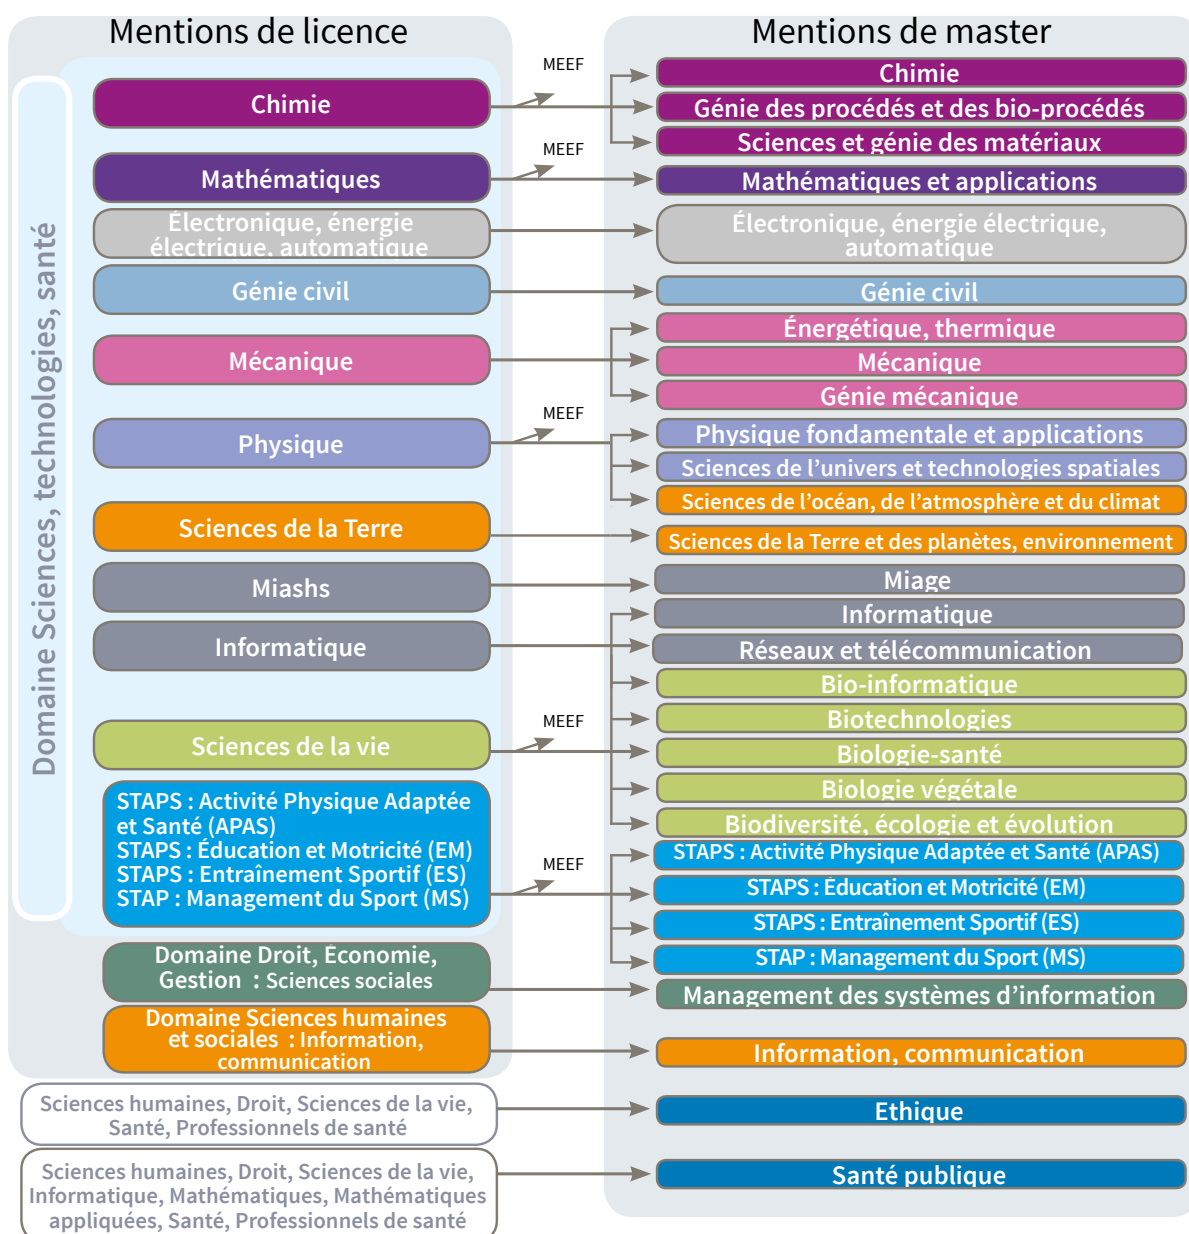 Mentions de licence
Mentions de master
Domaine Sciences, technologies, santé
Chimie
MEEF
Chimie
Génie des procédés et des bio-procédés
Sciences et génie des matériaux
Mathématiques
MEEF
Mathématiques et applications
Électronique, énergie
électrique, automatique
Électronique, énergie électrique,
automatique
Génie civil
Génie civil
Mécanique
Énergétique, thermique
Mécanique
Génie mécanique
Physique
MEEF
Physique fondamentale et applications
Sciences de l’univers et technologies spatiales
Sciences de l’océan, de l’atmosphère et du climat
Sciences de la Terre
Sciences de la Terre et des planètes, environnement
Miashs
Miage
Informatique
Informatique
Réseaux et télécommunication
Bio-informatique
Sciences de la vie
MEEF
Biotechnologies
Biologie-santé
Biologie végétale
Biodiversité, écologie et évolution
STAPS : Activité Physique Adaptée
et Santé (APAS)
STAPS : Éducation et Motricité (EM)
STAPS : Entraînement Sportif (ES)
STAP : Management du Sport (MS)
MEEF
STAPS : Activité Physique Adaptée et Santé (APAS)
STAPS : Éducation et Motricité (EM)
STAPS : Entraînement Sportif (ES)
STAP : Management du Sport (MS)
Domaine Droit, Économie,
Gestion : Sciences sociales
Management des systèmes d’information
Domaine Sciences humaines
et sociales : Information,
communication
Information, communication
Sciences humaines, Droit, Sciences de la vie,
Santé, Professionnels de santé
Ethique
Sciences humaines, Droit, Sciences de la vie,
Informatique, Mathématiques, Mathématiques
appliquées, Santé, Professionnels de santé
Santé publique